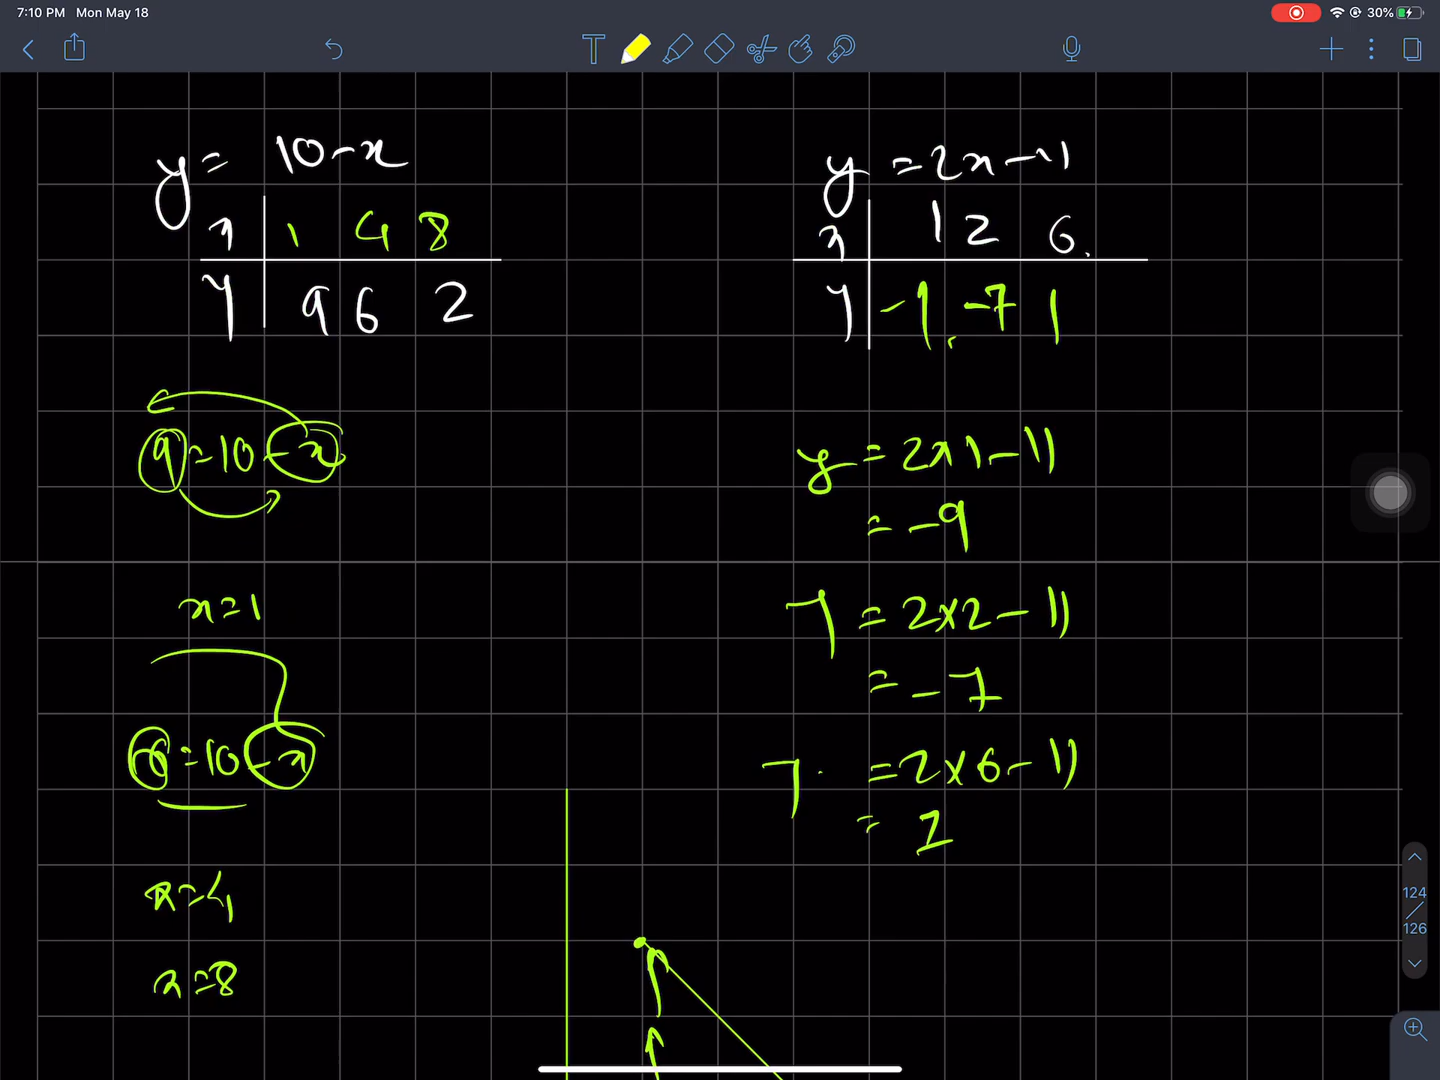 7:10 PM Mon May 18
30%
y = 10 - x
x 1 4 8
y 9 6 2
9 = 10 - x
x = 1
6 = 10 - x
x = 4
x = 8
y = 2x - 11
x 1 2 6
y -9 -7 1
y = 2x1 - 11
= -9
y = 2x2 - 11
= -7
y = 2x6 - 11
= 1
124
/
126